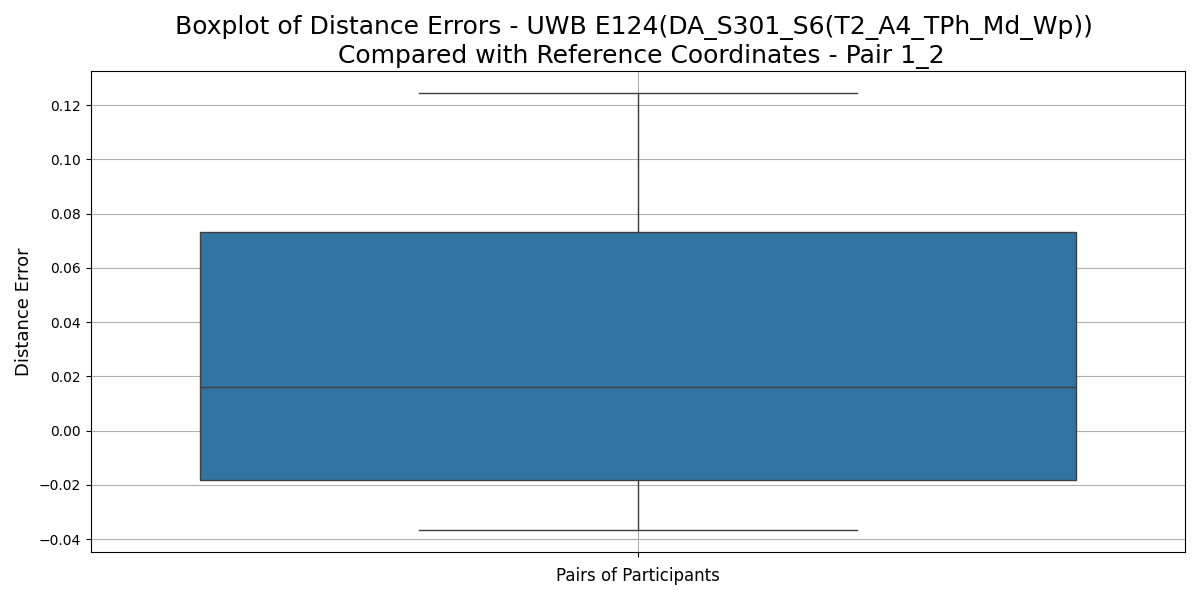 Boxplot of Distance Errors - UWB E124(DA_S301_S6(T2_A4_TPh_Md_Wp))
Compared with Reference Coordinates - Pair 1_2
0.12
0.10
0.08
0.06
0.04
0.02
0.00
−0.02
−0.04
Distance Error
Pairs of Participants